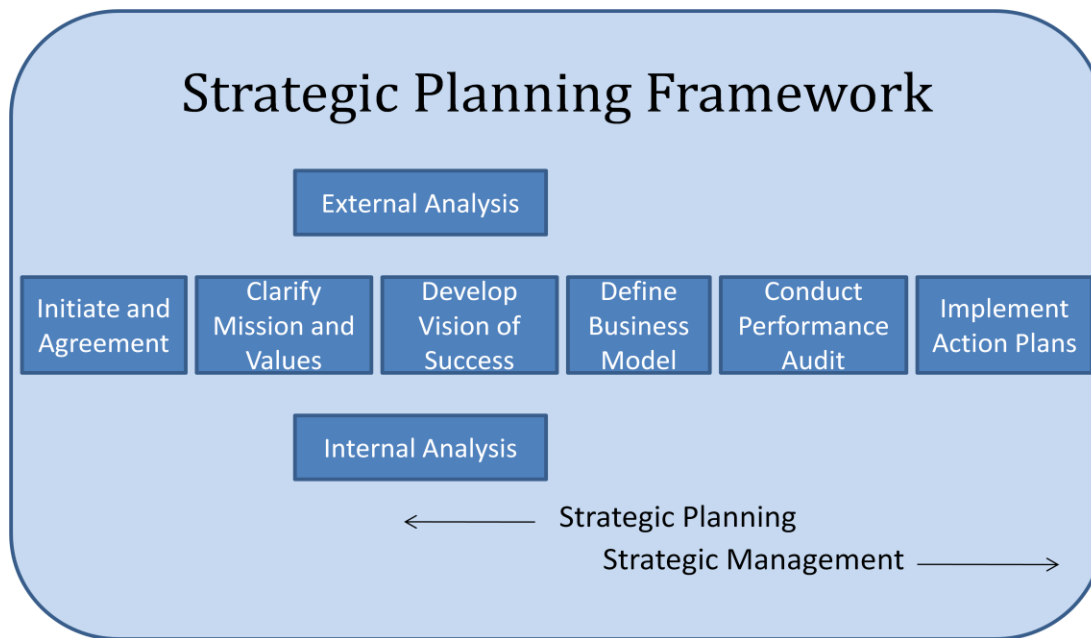 Strategic Planning Framework
External Analysis
Initiate and
Agreement
Clarify
Mission and
Values
Develop
Vision of
Success
Define
Business
Model
Conduct
Performance
Audit
Implement
Action Plans
Internal Analysis
Strategic Planning
Strategic Management